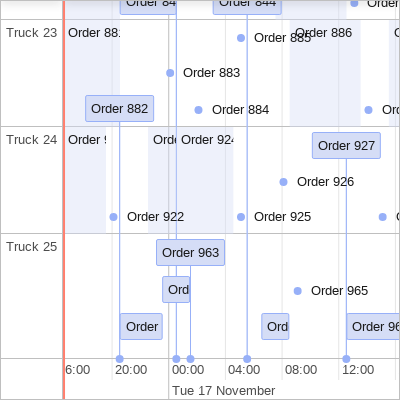 Order 844
Truck 23
Order 885
Order 886
Order 883
Order 882
Order 884
Truck 24
Order 927
Order 926
Order 922
Order 925
Truck 25
Order 963
Order 965
Order
20:00
00:00
04:00
08:00
12:00
Tue 17 November